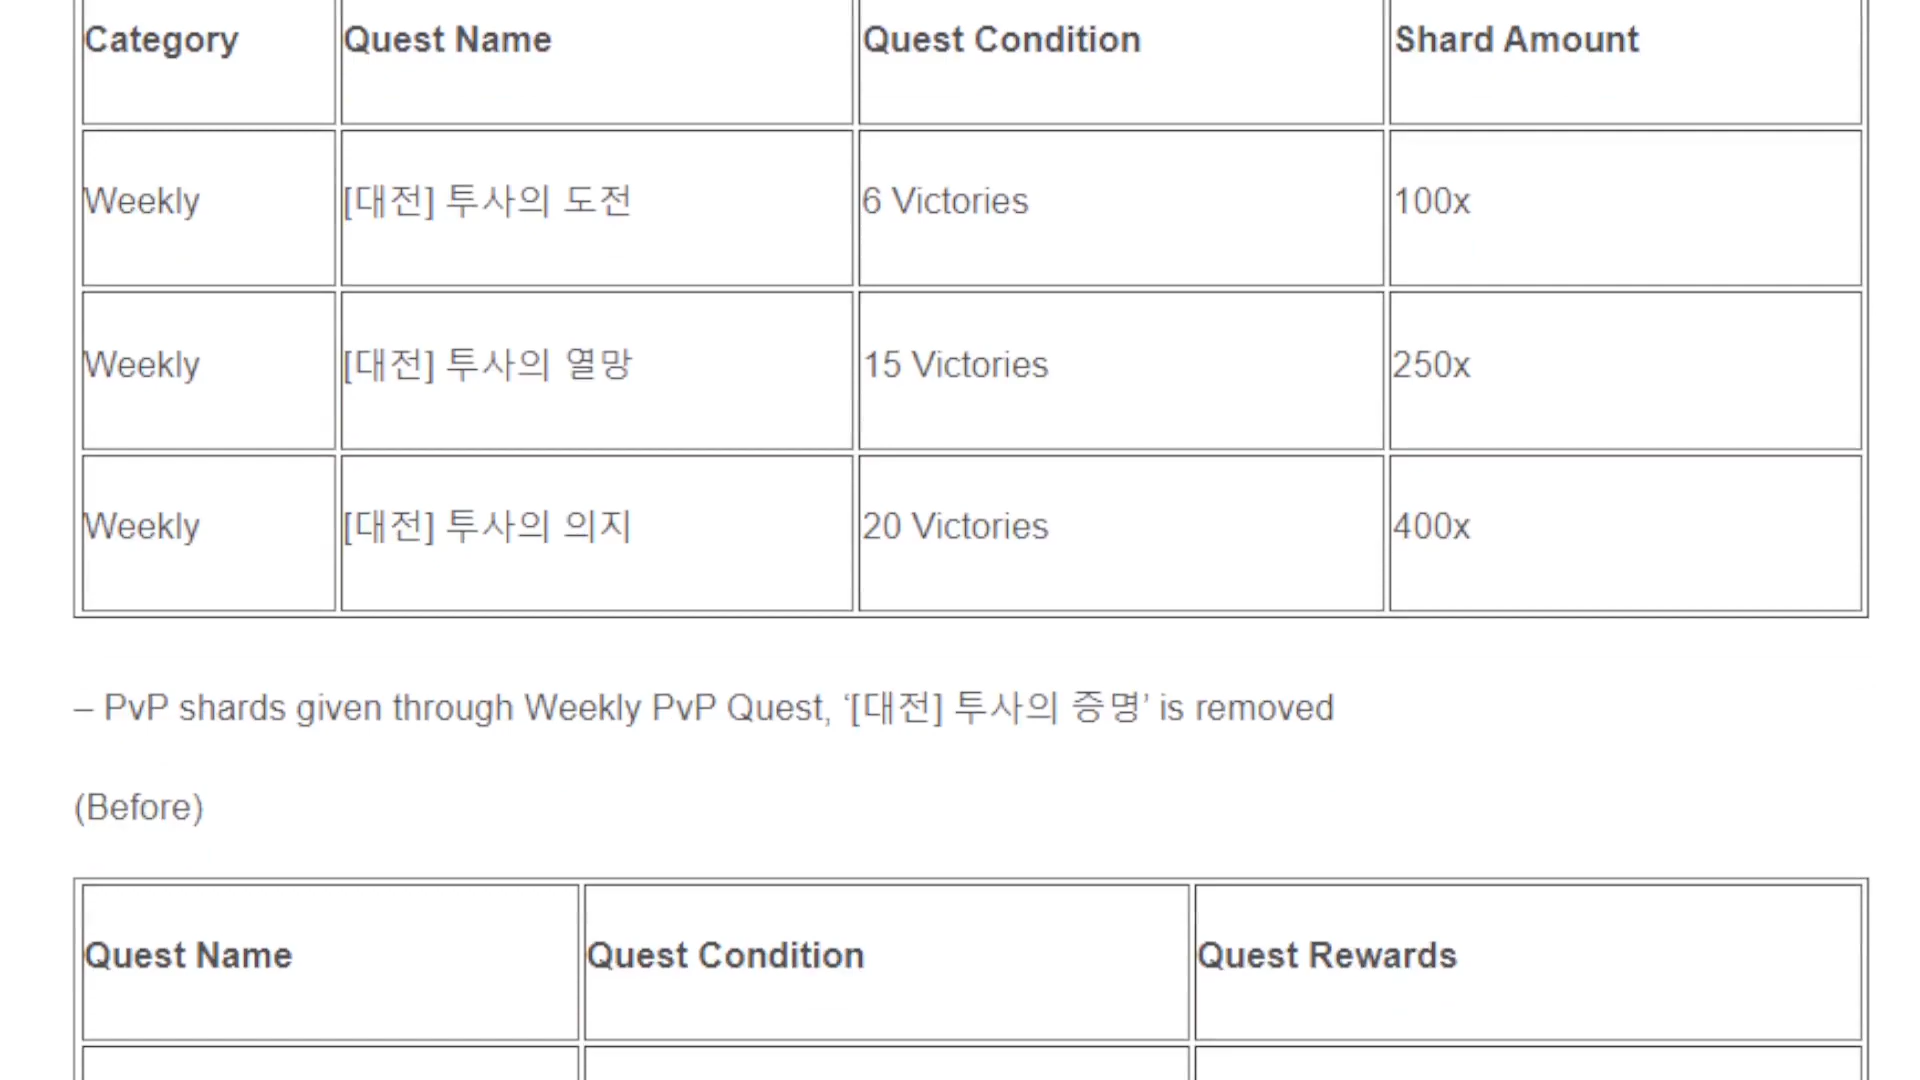 Category Quest Name Quest Condition Shard Amount
Weekly [대전] 투사의 도전 6 Victories 100x
Weekly [대전] 투사의 열망 15 Victories 250x
Weekly [대전] 투사의 의지 20 Victories 400x
– PvP shards given through Weekly PvP Quest, ‘[대전] 투사의 증명’ is removed
(Before)
Quest Name Quest Condition Quest Rewards